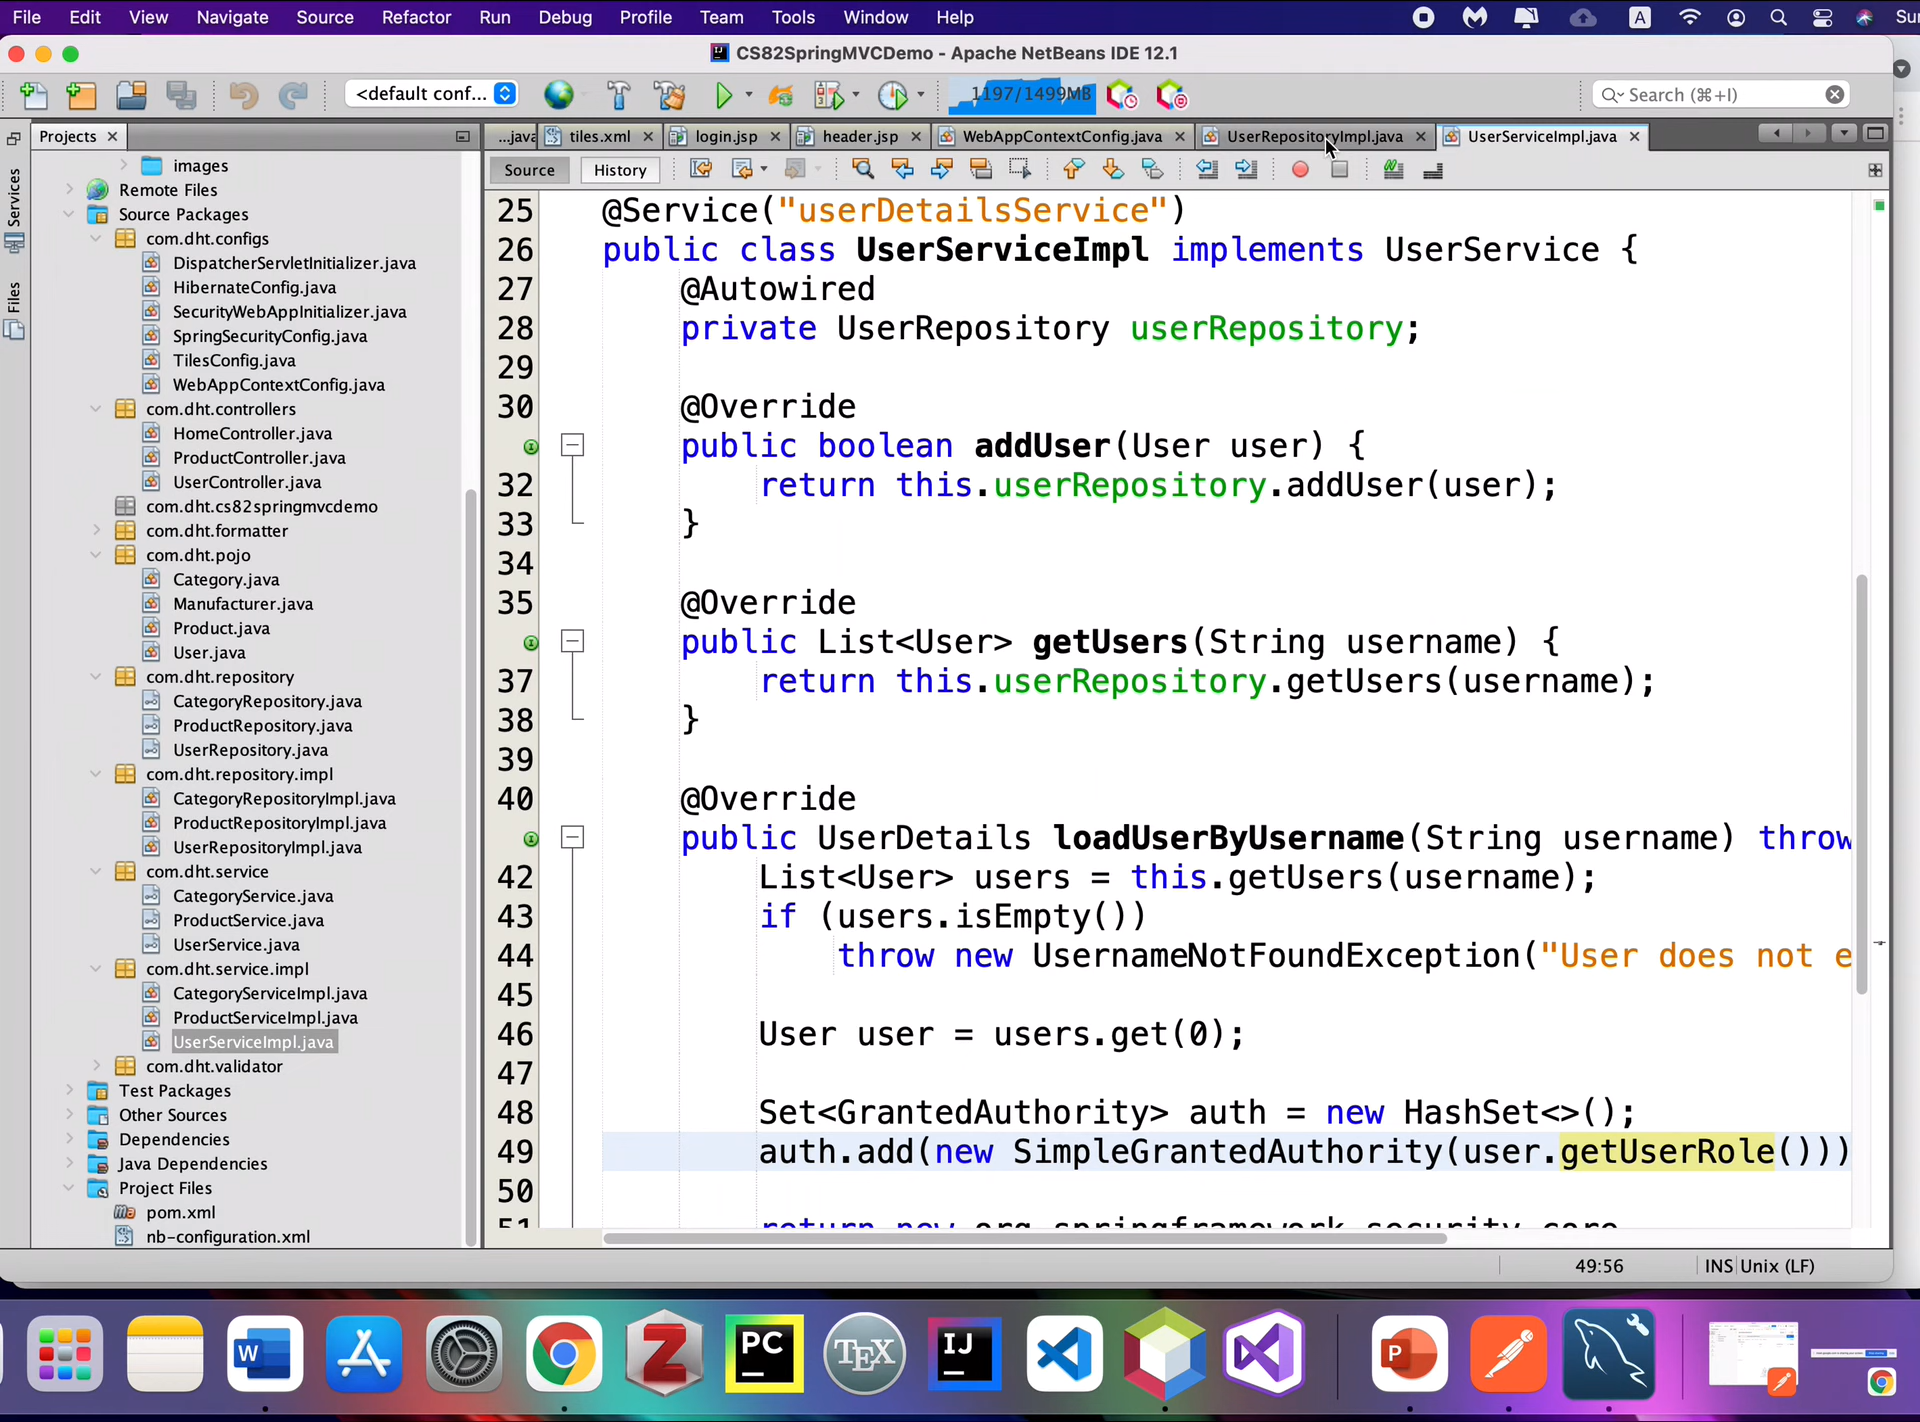 File Edit View Navigate Source Refactor Run Debug Profile Team Tools Window Help
A
CS82SpringMVCDemo - Apache NetBeans IDE 12.1
<default conf...
1197/1499MB
Search (⌘+I)
Projects
...java
tiles.xml
login.jsp
header.jsp
WebAppContextConfig.java
UserRepositoryImpl.java
UserServiceImpl.java
Source
History
Services
Files
images
Remote Files
Source Packages
com.dht.configs
DispatcherServletInitializer.java
HibernateConfig.java
SecurityWebAppInitializer.java
SpringSecurityConfig.java
TilesConfig.java
WebAppContextConfig.java
com.dht.controllers
HomeController.java
ProductController.java
UserController.java
com.dht.cs82springmvcdemo
com.dht.formatter
com.dht.pojo
Category.java
Manufacturer.java
Product.java
User.java
com.dht.repository
CategoryRepository.java
ProductRepository.java
UserRepository.java
com.dht.repository.impl
CategoryRepositoryImpl.java
ProductRepositoryImpl.java
UserRepositoryImpl.java
com.dht.service
CategoryService.java
ProductService.java
UserService.java
com.dht.service.impl
CategoryServiceImpl.java
ProductServiceImpl.java
UserServiceImpl.java
com.dht.validator
Test Packages
Other Sources
Dependencies
Java Dependencies
Project Files
pom.xml
nb-configuration.xml
25 @Service("userDetailsService")
26 public class UserServiceImpl implements UserService {
27 @Autowired
28 private UserRepository userRepository;
29
30 @Override
public boolean addUser(User user) {
32 return this.userRepository.addUser(user);
33 }
34
35 @Override
public List<User> getUsers(String username) {
37 return this.userRepository.getUsers(username);
38 }
39
40 @Override
public UserDetails loadUserByUsername(String username) throw
42 List<User> users = this.getUsers(username);
43 if (users.isEmpty())
44 throw new UsernameNotFoundException("User does not e
45
46 User user = users.get(0);
47
48 Set<GrantedAuthority> auth = new HashSet<>();
49 auth.add(new SimpleGrantedAuthority(user.getUserRole()))
50
51 return new org.springframework.security.core
49:56
INS Unix (LF)
W
Z
PC
TEX
IJ
P